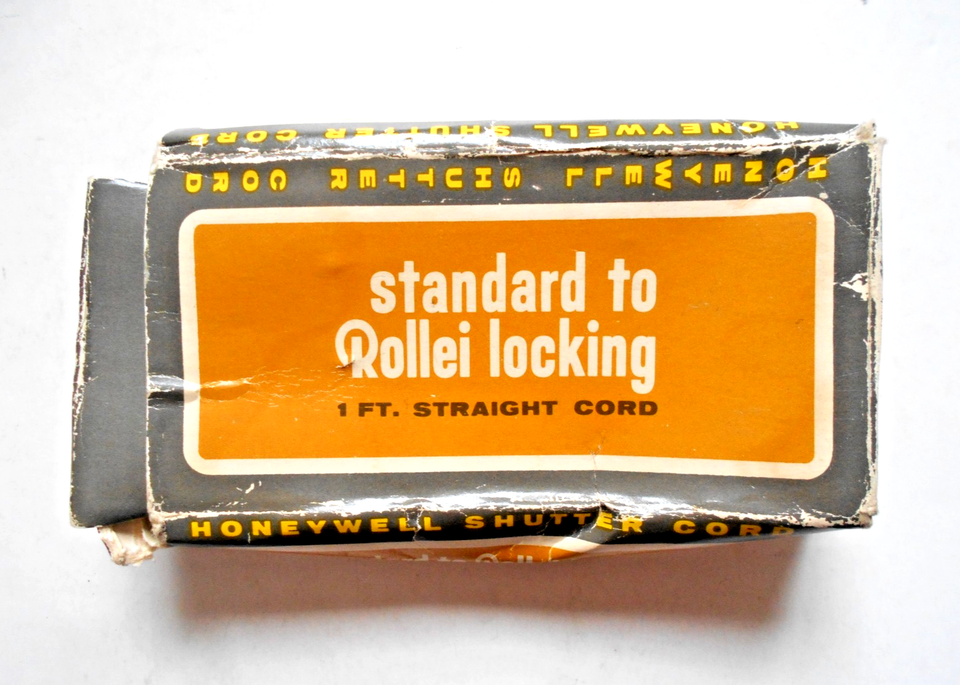 HONEYWELL SHUTTER CORD
HONEYWELL SHUTTER CORD
standard to
Rollei locking
1 FT. STRAIGHT CORD
HONEYWELL SHUTTER CORD